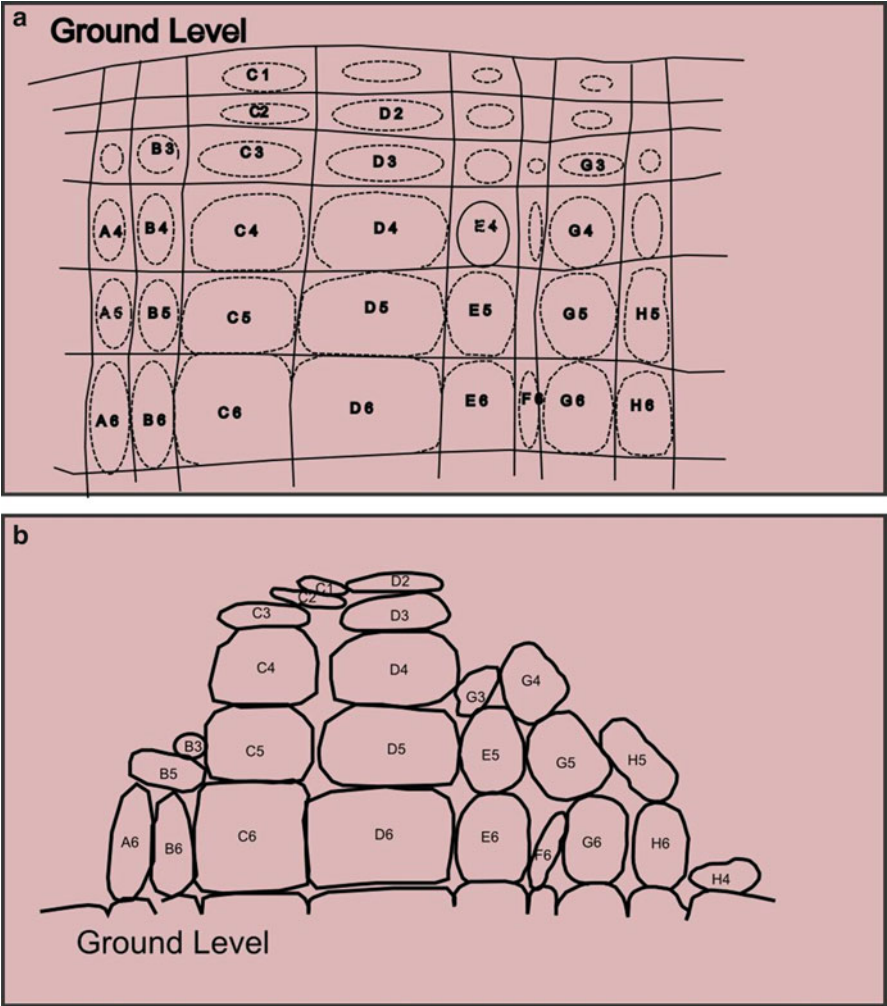 a
Ground Level
C1
C2 D2
B3 C3 D3 G3
A4 B4 C4 D4 E4 G4
A5 B5 C5 D5 E5 G5 H5
A6 B6 C6 D6 E6 F6 G6 H6
b
D2
C1
C2
C3 D3
C4 D4 G3 G4
B3 C5 D5 E5 G5 H5
B5
A6 B6 C6 D6 E6 F6 G6 H6
H4
Ground Level